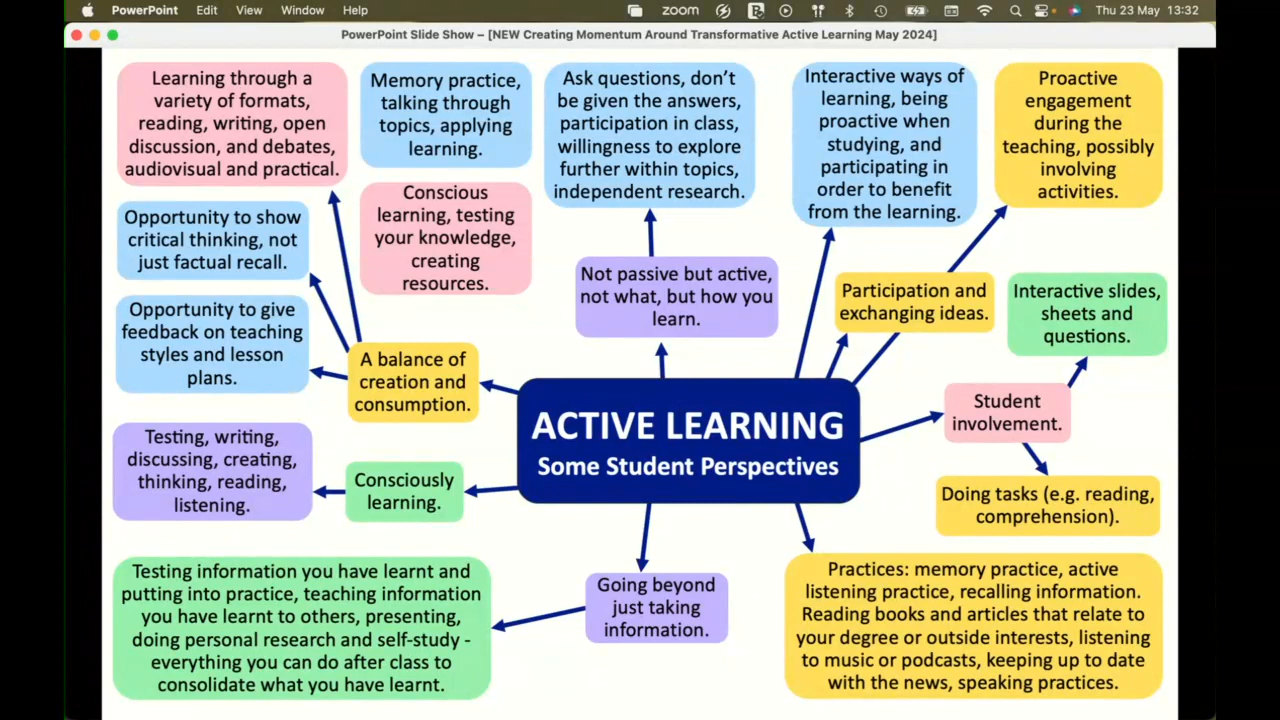 PowerPoint Edit View Window Help zoom Thu 23 May 13:32
PowerPoint Slide Show – [NEW Creating Momentum Around Transformative Active Learning May 2024]
Learning through a
variety of formats,
reading, writing, open
discussion, and debates,
audiovisual and practical.
Memory practice,
talking through
topics, applying
learning.
Ask questions, don't
be given the answers,
participation in class,
willingness to explore
further within topics,
independent research.
Interactive ways of
learning, being
proactive when
studying, and
participating in
order to benefit
from the learning.
Proactive
engagement
during the
teaching, possibly
involving
activities.
Opportunity to show
critical thinking, not
just factual recall.
Conscious
learning, testing
your knowledge,
creating
resources.
Not passive but active,
not what, but how you
learn.
Participation and
exchanging ideas.
Interactive slides,
sheets and
questions.
Opportunity to give
feedback on teaching
styles and lesson
plans.
A balance of
creation and
consumption.
ACTIVE LEARNING
Some Student Perspectives
Student
involvement.
Testing, writing,
discussing, creating,
thinking, reading,
listening.
Consciously
learning.
Doing tasks (e.g. reading,
comprehension).
Testing information you have learnt and
putting into practice, teaching information
you have learnt to others, presenting,
doing personal research and self-study -
everything you can do after class to
consolidate what you have learnt.
Going beyond
just taking
information.
Practices: memory practice, active
listening practice, recalling information.
Reading books and articles that relate to
your degree or outside interests, listening
to music or podcasts, keeping up to date
with the news, speaking practices.